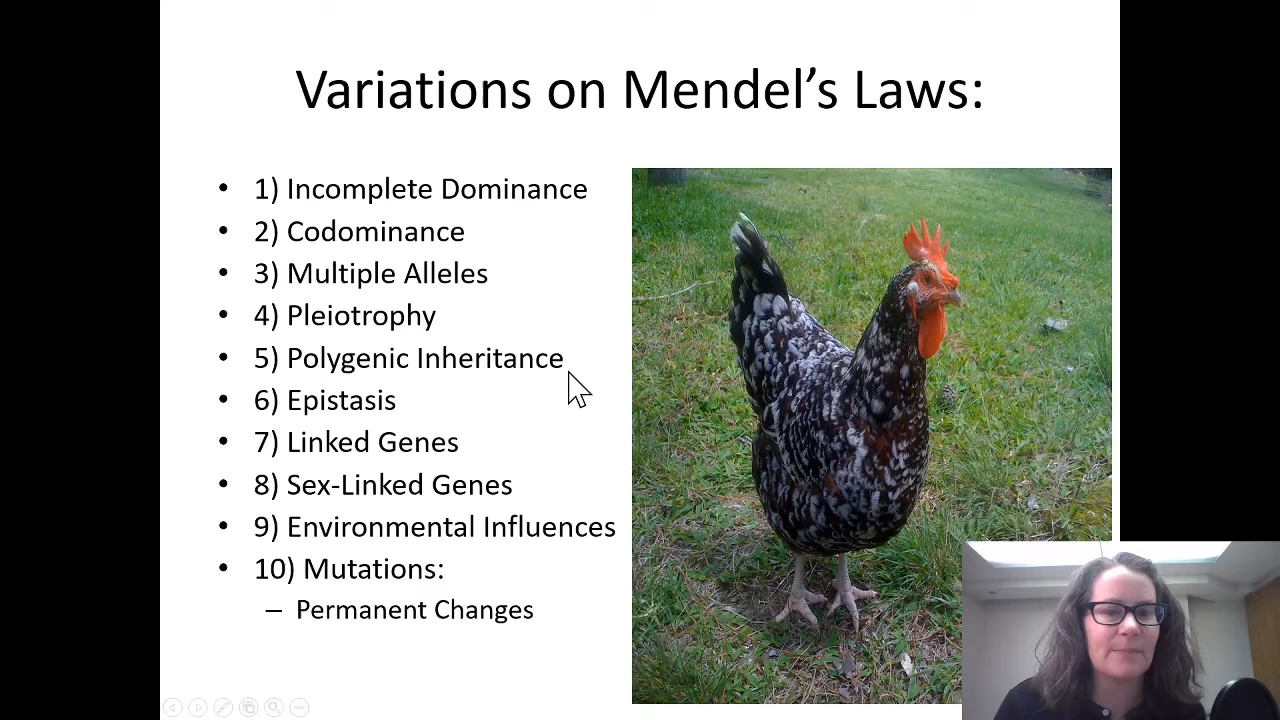 Variations on Mendel’s Laws:
• 1) Incomplete Dominance
• 2) Codominance
• 3) Multiple Alleles
• 4) Pleiotrophy
• 5) Polygenic Inheritance
• 6) Epistasis
• 7) Linked Genes
• 8) Sex-Linked Genes
• 9) Environmental Influences
• 10) Mutations:
– Permanent Changes